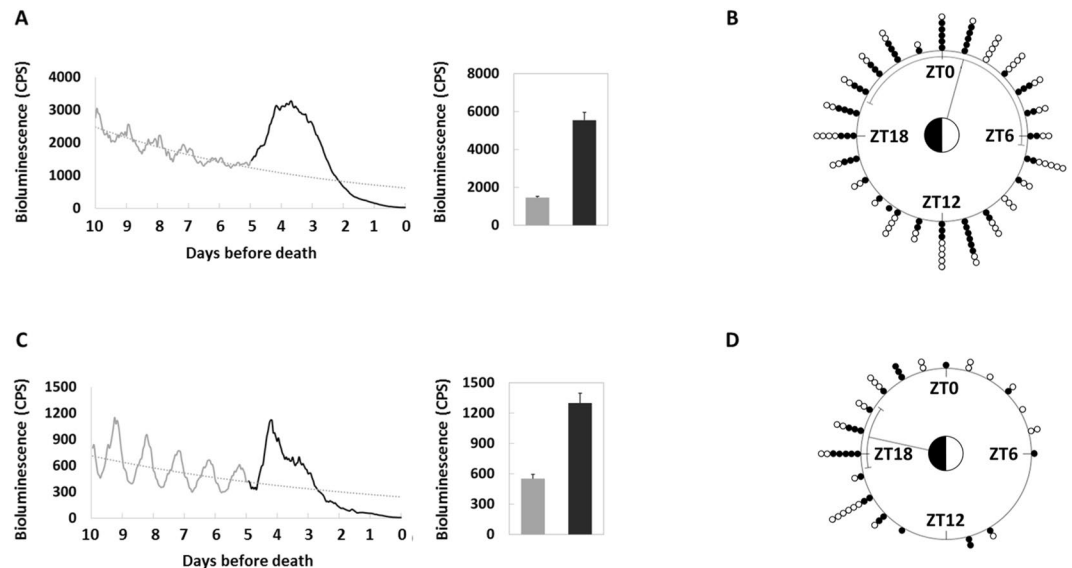 A
Bioluminescence (CPS)
4000
3000
2000
1000
0
10 9 8 7 6 5 4 3 2 1 0
Days before death
Bioluminescence (CPS)
8000
6000
4000
2000
0
B
ZT0
ZT18
ZT6
ZT12
C
Bioluminescence (CPS)
1500
1200
900
600
300
0
10 9 8 7 6 5 4 3 2 1 0
Days before death
Bioluminescence (CPS)
1500
1200
900
600
300
0
D
ZT0
ZT18
ZT6
ZT12